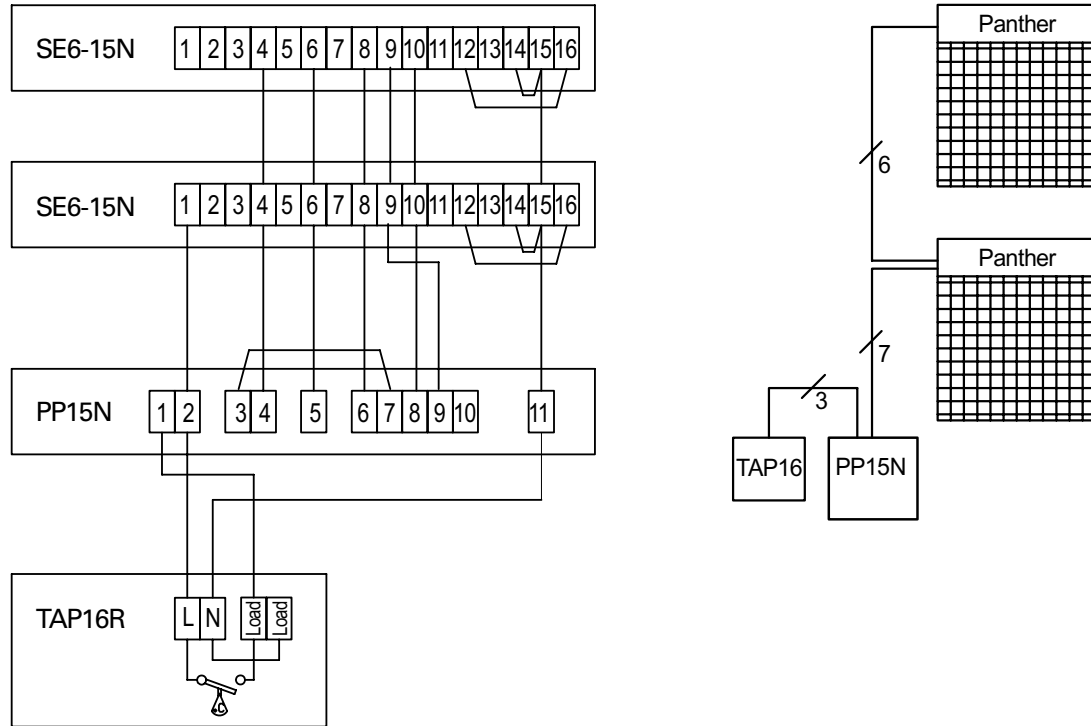 SE6-15N 1 2 3 4 5 6 7 8 9 10 11 12 13 14 15 16
SE6-15N 1 2 3 4 5 6 7 8 9 10 11 12 13 14 15 16
PP15N 1 2 3 4 5 6 7 8 9 10 11
TAP16R L N Load Load
°C
Panther
6
Panther
7
3
TAP16 PP15N